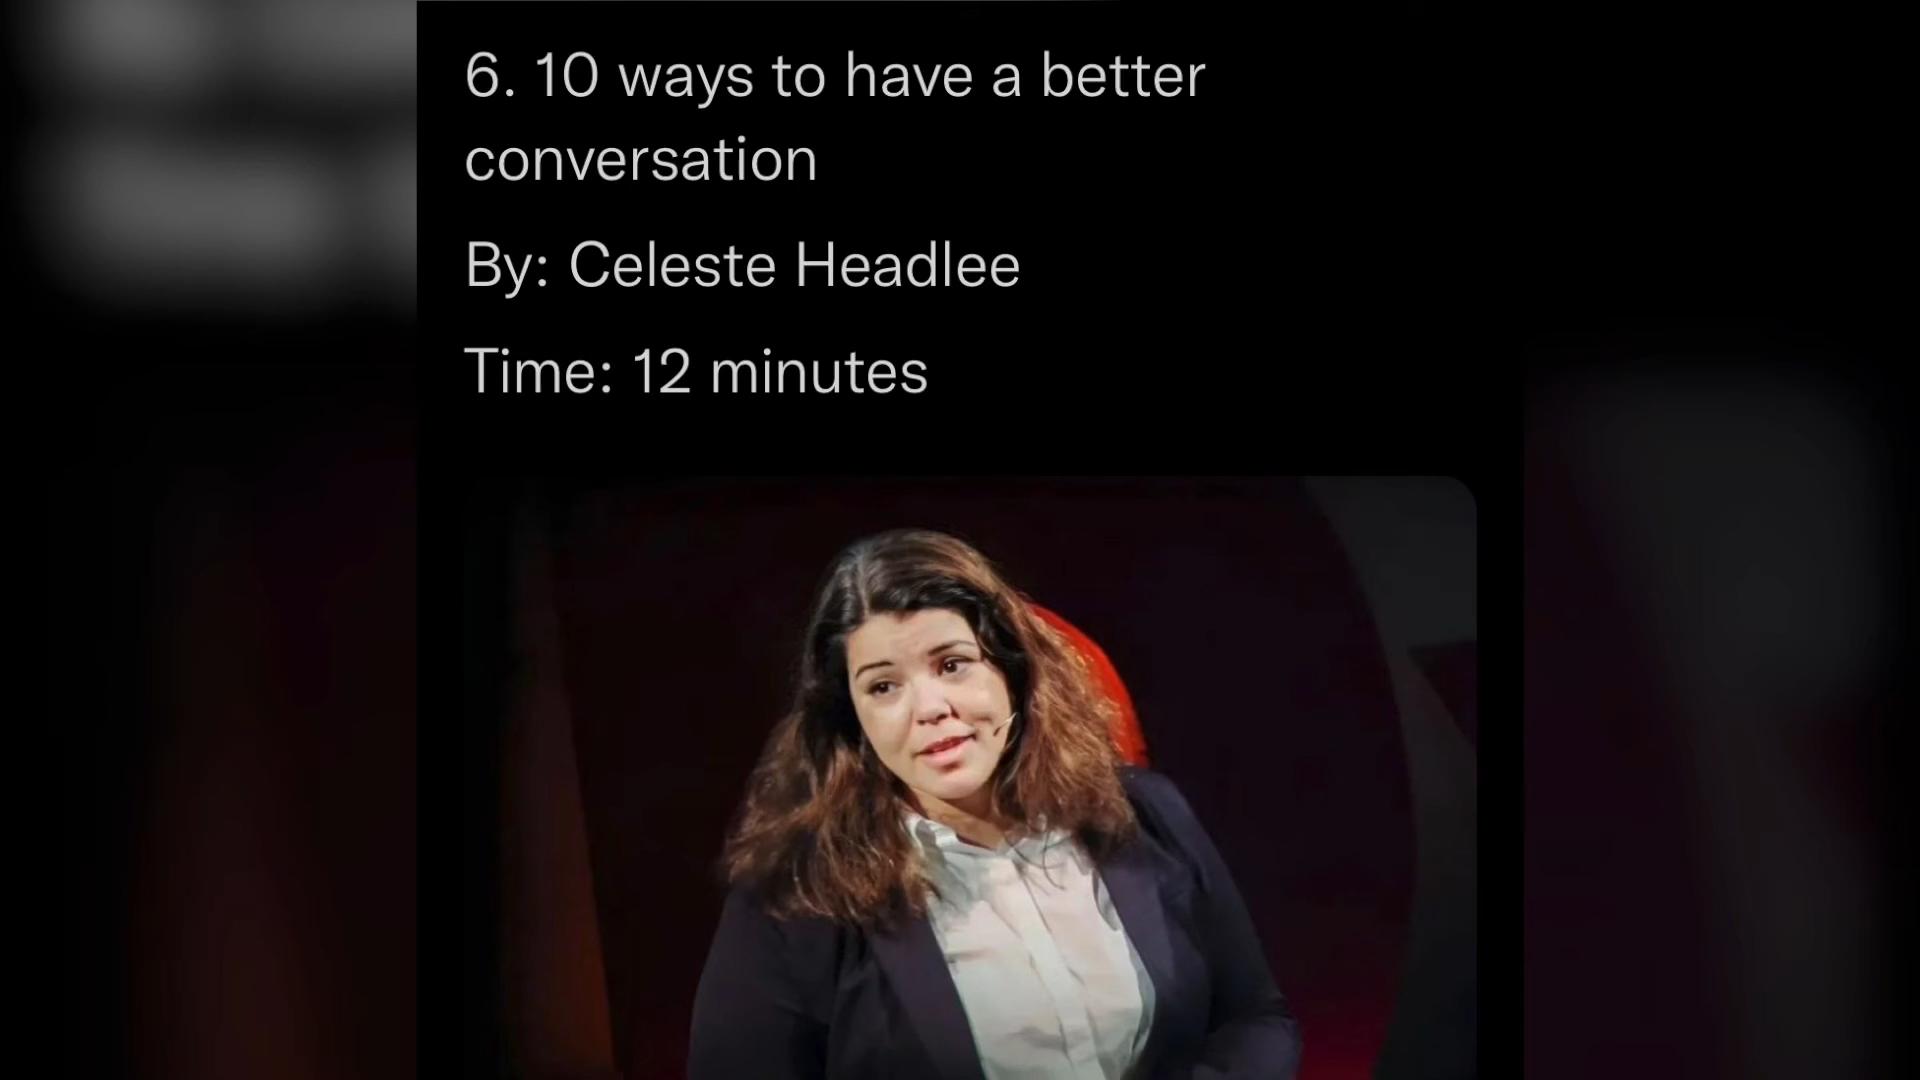 6. 10 ways to have a better
conversation
By: Celeste Headlee
Time: 12 minutes